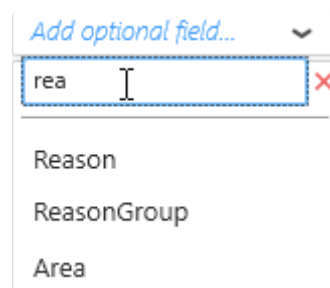 Add optional field...
rea
Reason
ReasonGroup
Area